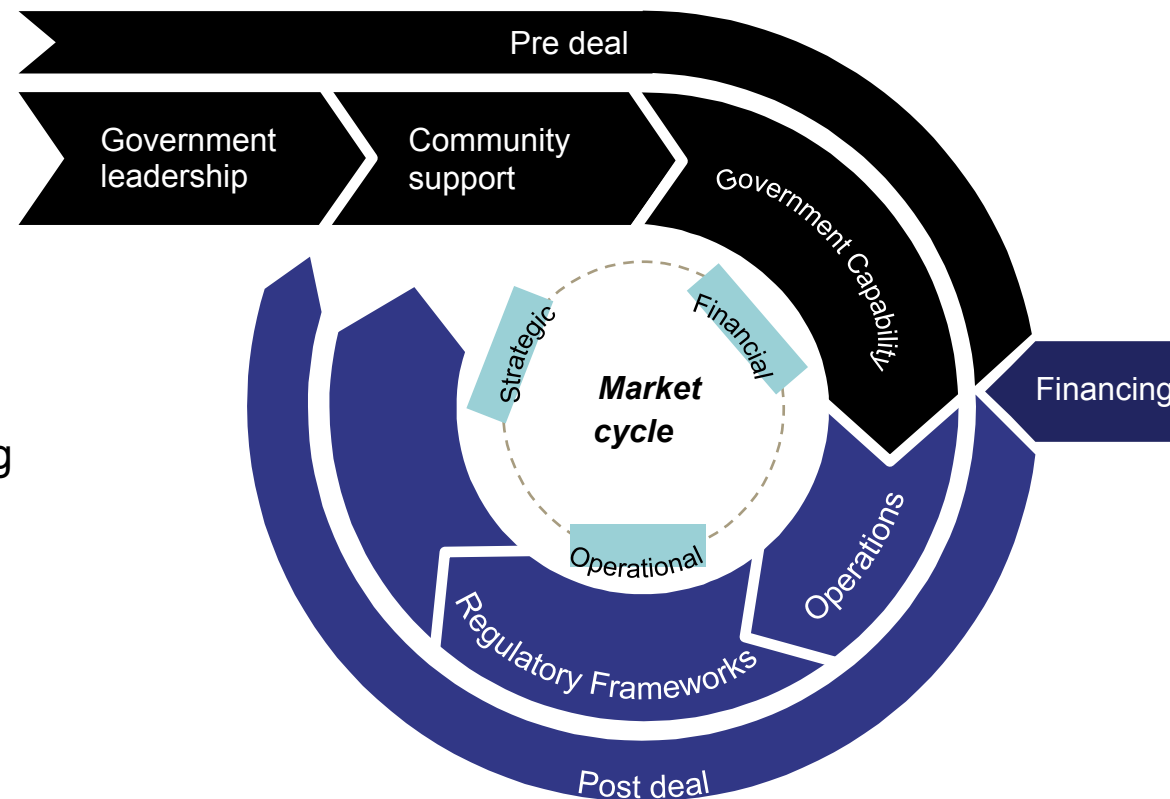 Pre deal
Government
leadership
Community
support
Government Capability
Financial
Strategic
Market
cycle
Financing
g
Operational
Operations
Regulatory Frameworks
Post deal